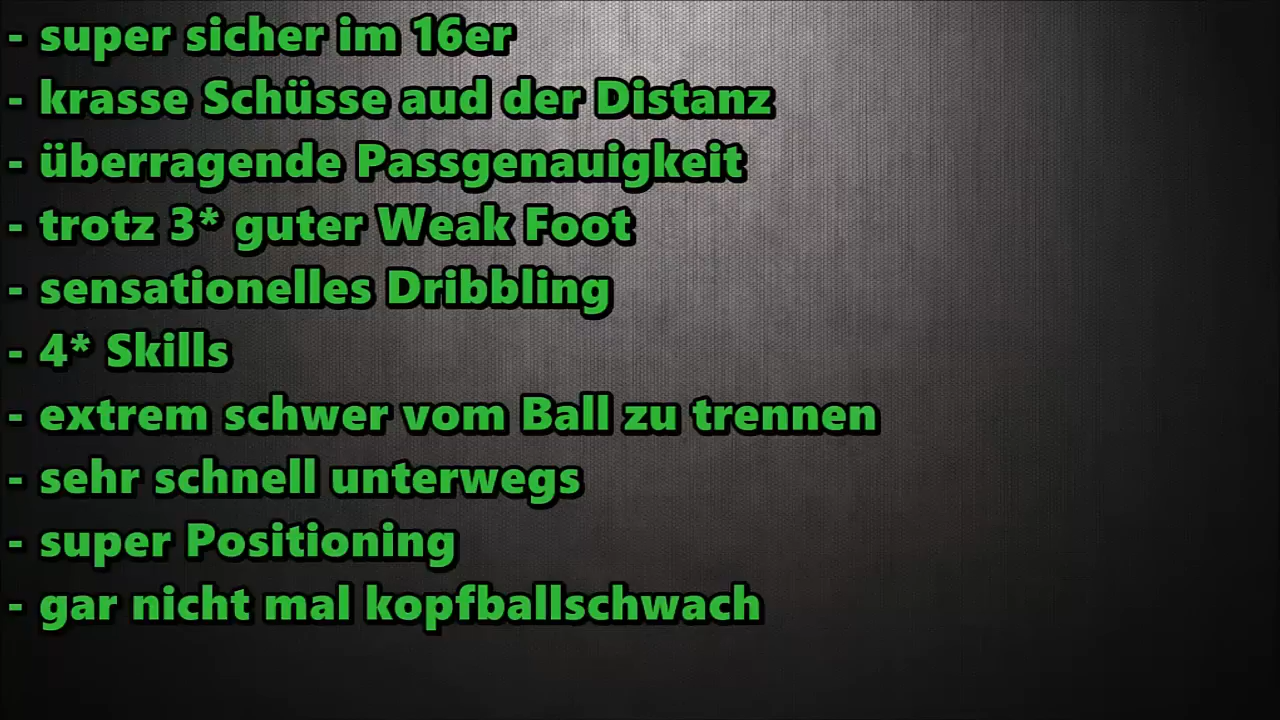 - super sicher im 16er
- krasse Schüsse aud der Distanz
- überragende Passgenauigkeit
- trotz 3* guter Weak Foot
- sensationelles Dribbling
- 4* Skills
- extrem schwer vom Ball zu trennen
- sehr schnell unterwegs
- super Positioning
- gar nicht mal kopfballschwach